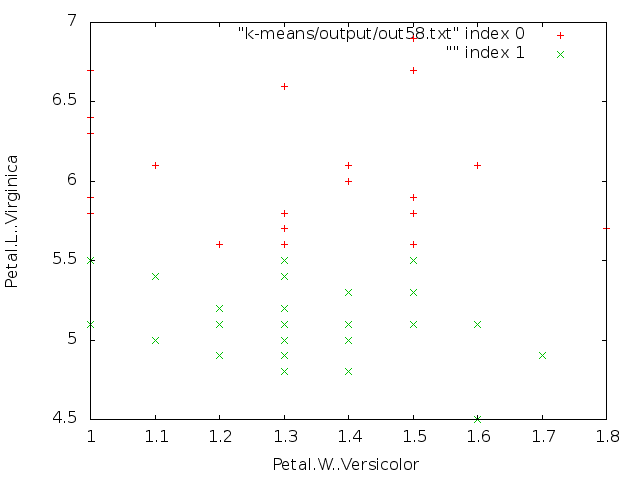 7
"k-means/output/out58.txt" index 0
"" index 1
6.5
6
5.5
5
4.5
Petal.L..Virginica
1 1.1 1.2 1.3 1.4 1.5 1.6 1.7 1.8
Petal.W..Versicolor